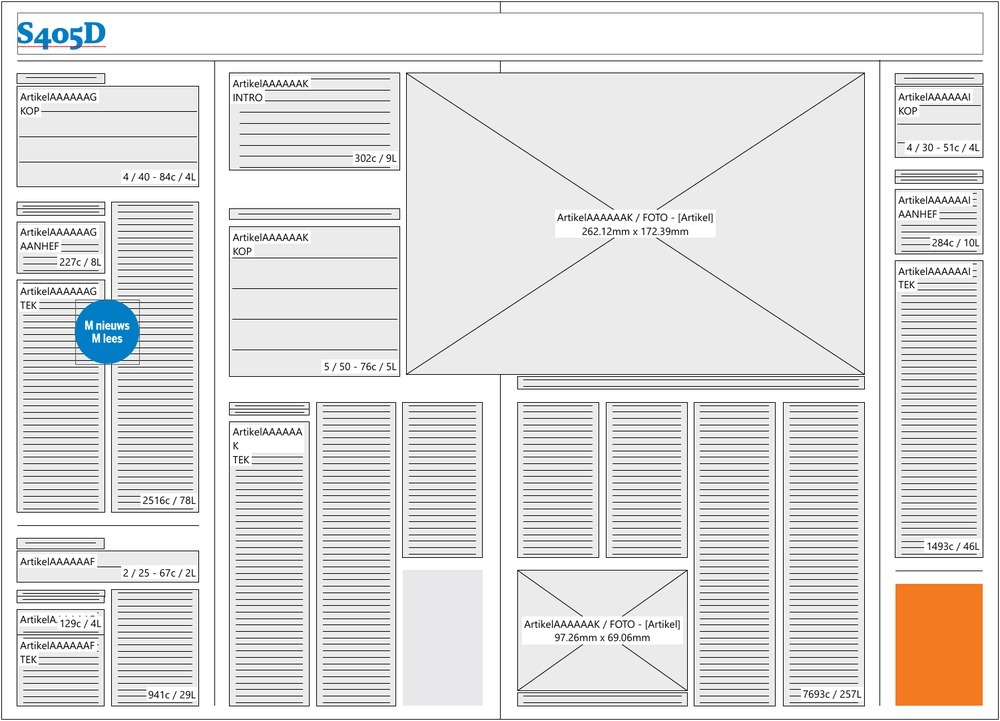 S405D
ArtikelAAAAAAG
KOP
4 / 40 - 84c / 4L
ArtikelAAAAAAG
AANHEF
227c / 8L
ArtikelAAAAAAG
TEK
M nieuws
M lees
2516c / 78L
ArtikelAAAAAAF
2 / 25 - 67c / 2L
129c / 4L
ArtikelAAAAAAF
TEK
941c / 29L
ArtikelAAAAAAK
INTRO
302c / 9L
ArtikelAAAAAAK
KOP
5 / 50 - 76c / 5L
ArtikelAAAAAA
K
TEK
ArtikelAAAAAAK / FOTO - [Artikel]
262.12mm x 172.39mm
ArtikelAAAAAAK / FOTO - [Artikel]
97.26mm x 69.06mm
7693c / 257L
ArtikelAAAAAAI
KOP
4 / 30 - 51c / 4L
ArtikelAAAAAAI
AANHEF
284c / 10L
ArtikelAAAAAAI
TEK
1493c / 46L